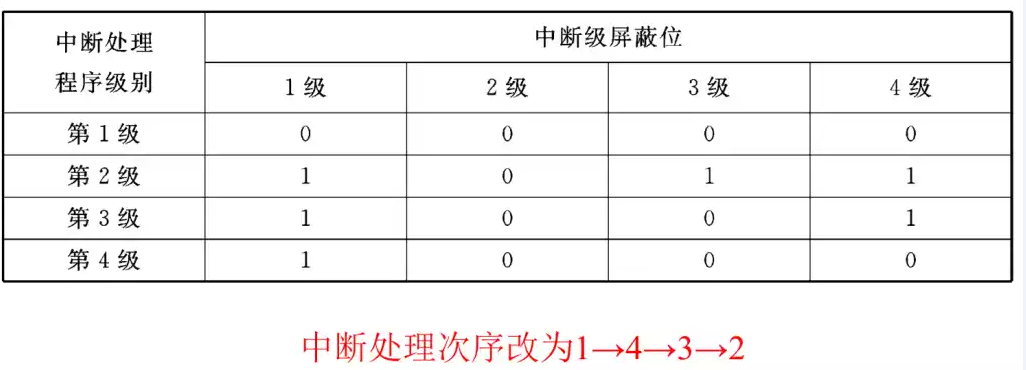 中断处理程序级别 中断级屏蔽位
1级 2级 3级 4级
第1级 0 0 0 0
第2级 1 0 1 1
第3级 1 0 0 1
第4级 1 0 0 0
中断处理次序改为1→4→3→2